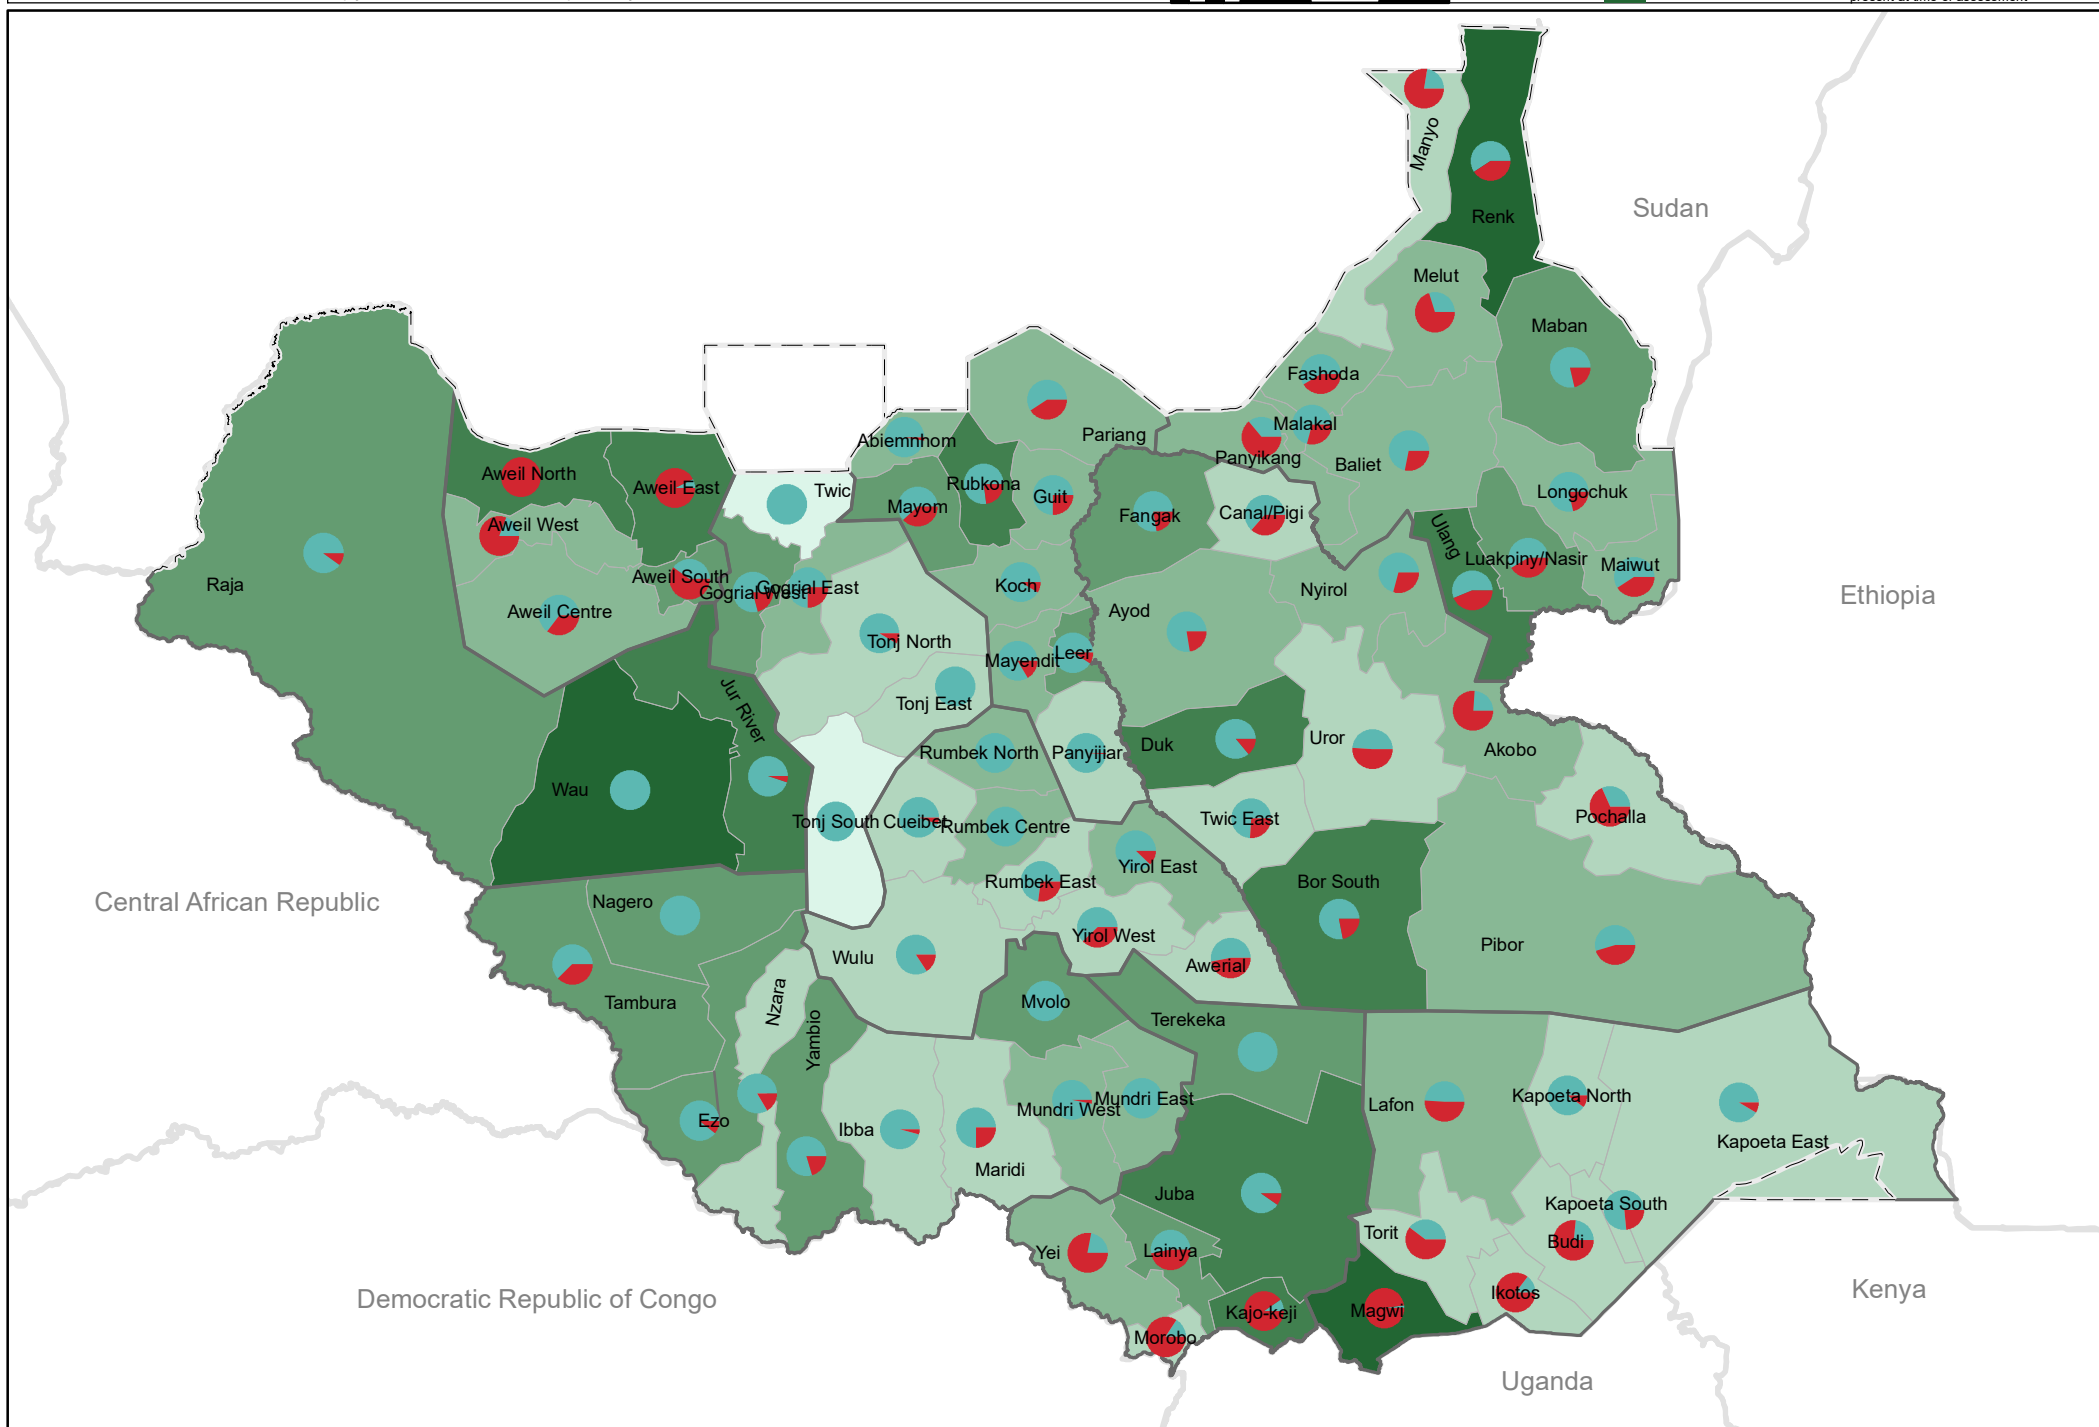 Manyo
Sudan
Renk
Melut
Maban
Fashoda
Malakal
Abiemnhom
Pariang
Panyikang
Baliet
Aweil North
Aweil East
Twic
Rubkona
Guit
Longochuk
Mayom
Fangak
Canal/Pigi
Aweil West
Ulang
Luakpiny/Nasir
Maiwut
Raja
Aweil South
Gogrial West
Gogrial East
Koch
Nyirol
Ethiopia
Aweil Centre
Ayod
Tonj North
Mayendit
Leer
Jur River
Tonj East
Rumbek North
Panyijiar
Duk
Uror
Akobo
Wau
Tonj South
Cueibet
Rumbek Centre
Twic East
Pochalla
Yirol East
Rumbek East
Bor South
Central African Republic
Nagero
Yirol West
Pibor
Wulu
Awerial
Tambura
Nzara
Mvolo
Terekeka
Yambio
Lafon
Kapoeta North
Mundri West
Mundri East
Ezo
Ibba
Kapoeta East
Maridi
Juba
Kapoeta South
Torit
Budi
Yei
Lainya
Kenya
Democratic Republic of Congo
Ikotos
Kajo-keji
Magwi
Morobo
Uganda